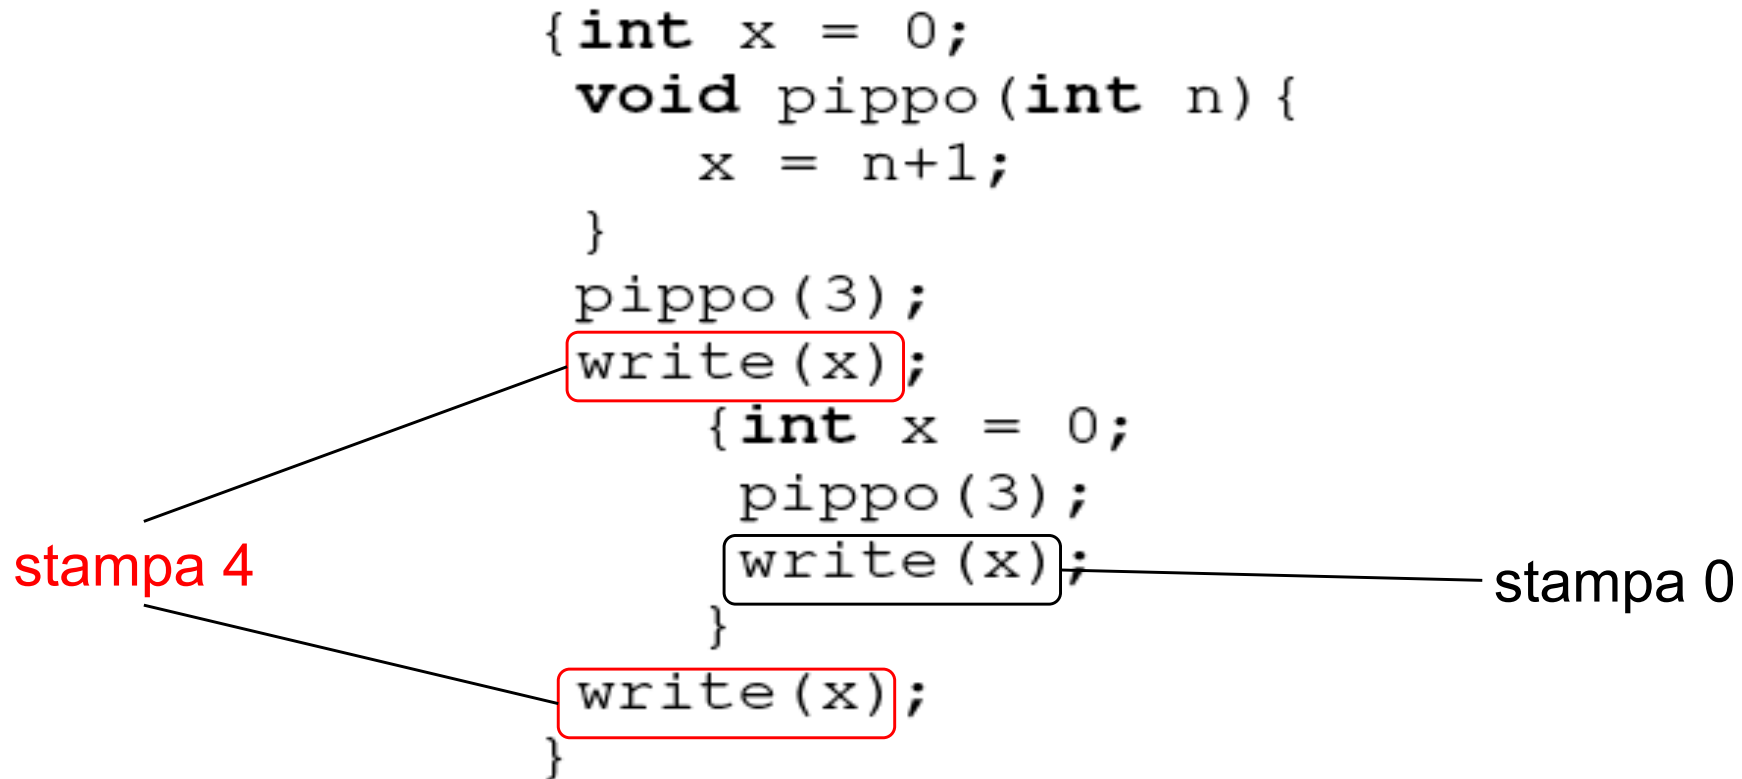 {int x = 0;
void pippo(int n){
x = n+1;
}
pippo(3);
write(x);
{int x = 0;
pippo(3);
write(x);
}
write(x);
}
stampa 4
stampa 0